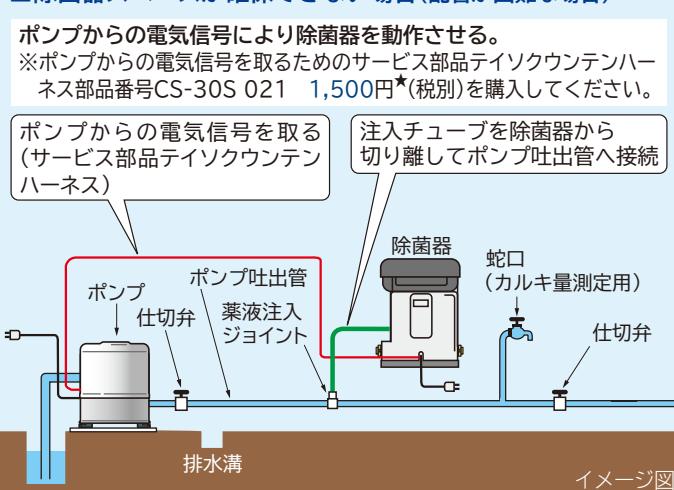 ポンプからの電気信号により除菌器を動作させる。
※ポンプからの電気信号を取るためのサービス部品テイソクウンテンハー
ネス部品番号CS-30S 021　1,500円★(税別)を購入してください。
ポンプからの電気信号を取る
(サービス部品テイソクウンテン
ハーネス)
注入チューブを除菌器から
切り離してポンプ吐出管へ接続
除菌器
蛇口
(カルキ量測定用)
ポンプ吐出管
ポンプ
仕切弁
薬液注入
ジョイント
仕切弁
排水溝
イメージ図